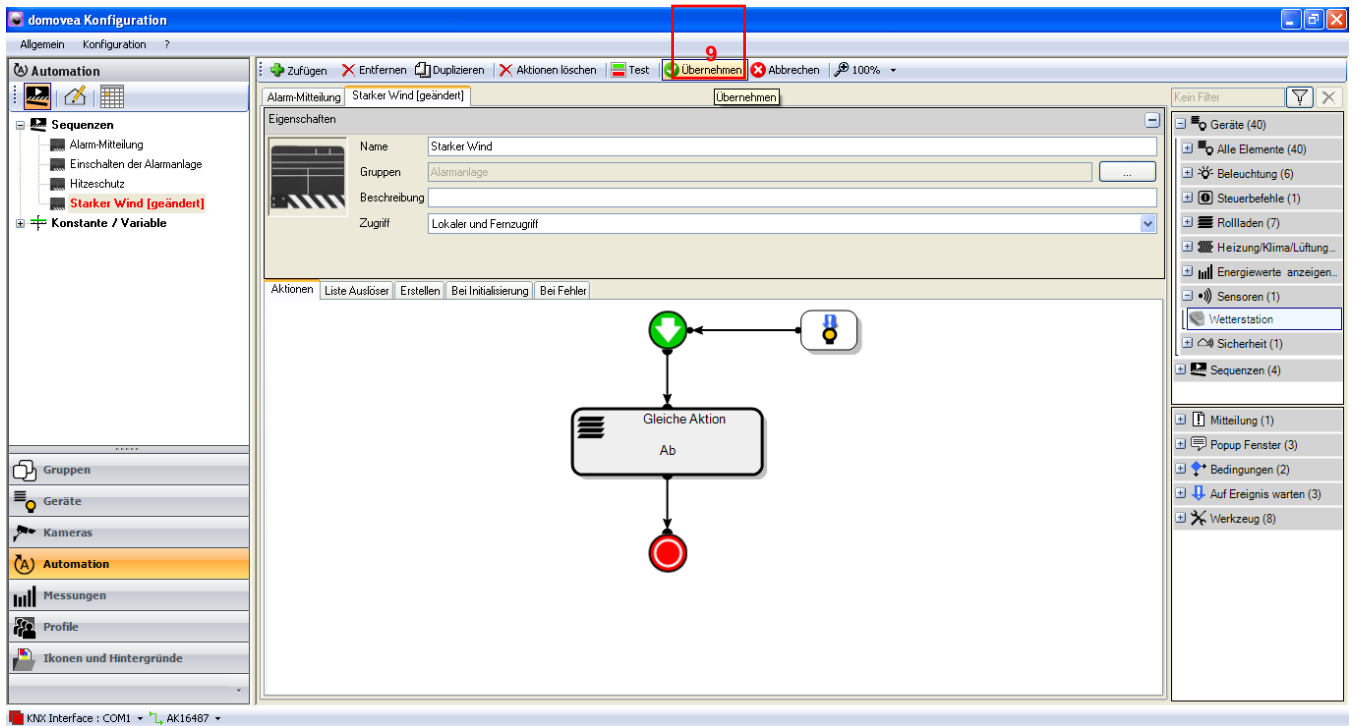 domovea Konfiguration
Allgemein Konfiguration ?
Automation
Zufügen Entfernen Duplizieren Aktionen löschen Test Übernehmen Abbrechen 100%
9
Übernehmen
Sequenzen
Alarm-Mitteilung
Einschalten der Alarmanlage
Hitzeschutz
Starker Wind [geändert]
Konstante / Variable
Gruppen
Geräte
Kameras
Automation
Messungen
Profile
Ikonen und Hintergründe
Alarm-Mitteilung Starker Wind [geändert]
Eigenschaften
Name Starker Wind
Gruppen Alarmanlage ...
Beschreibung
Zugriff Lokaler und Fernzugriff
Aktionen Liste Auslöser Erstellen Bei Initialisierung Bei Fehler
Gleiche Aktion
Ab
Kein Filter
Geräte (40)
Alle Elemente (40)
Beleuchtung (6)
Steuerbefehle (1)
Rollladen (7)
Heizung/Klima/Lüftung...
Energiewerte anzeigen...
Sensoren (1)
Wetterstation
Sicherheit (1)
Sequenzen (4)
Mitteilung (1)
Popup Fenster (3)
Bedingungen (2)
Auf Ereignis warten (3)
Werkzeug (8)
KNX Interface : COM1 AK16487